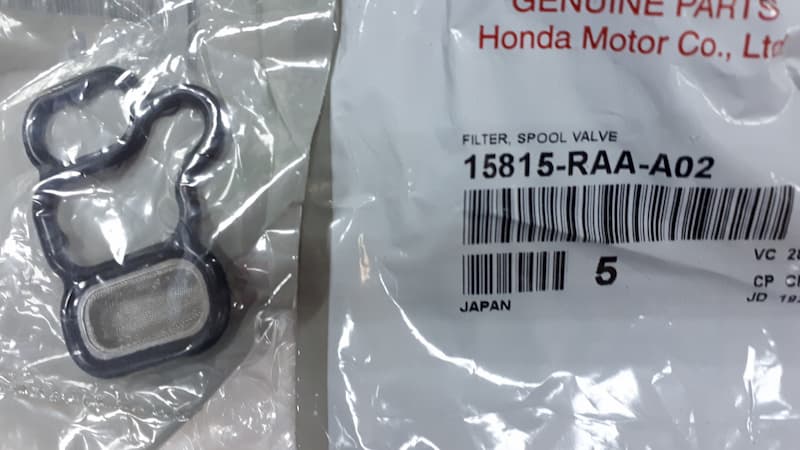 GENUINE PARTS
Honda Motor Co., Ltd
FILTER, SPOOL VALVE
15815-RAA-A02
5
VC
CP
JAPAN
JD